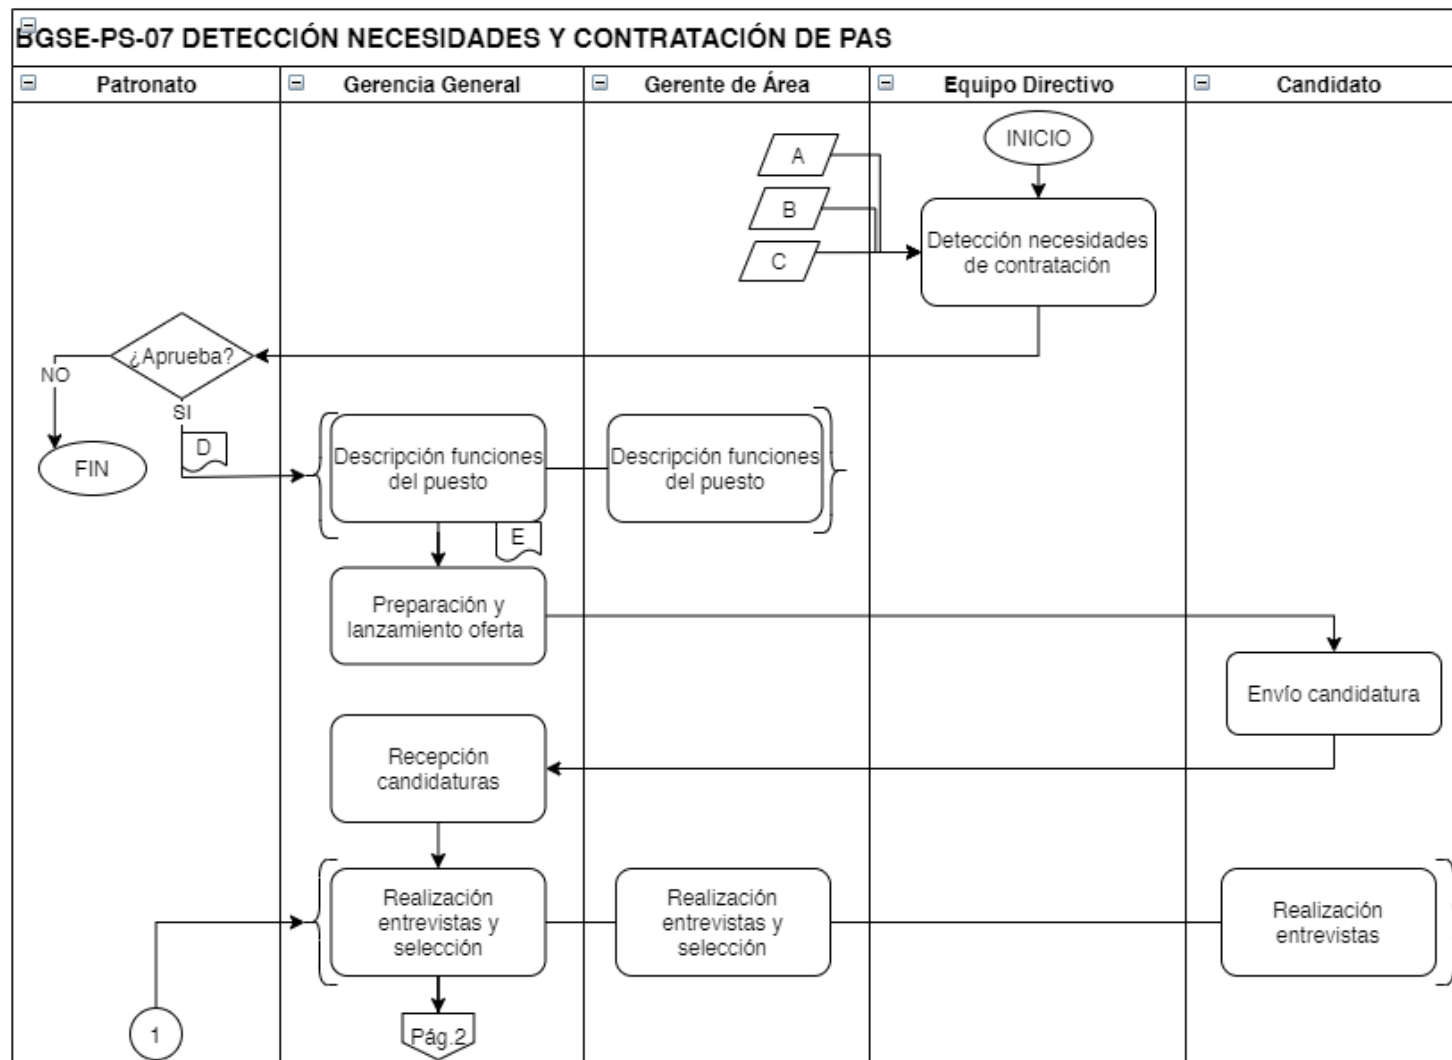 BGSE-PS-07 DETECCIÓN NECESIDADES Y CONTRATACIÓN DE PAS
Patronato
Gerencia General
Gerente de Área
Equipo Directivo
Candidato
INICIO
A
B
C
Detección necesidades
de contratación
¿Aprueba?
NO
SI
D
FIN
Descripción funciones
del puesto
Descripción funciones
del puesto
E
Preparación y
lanzamiento oferta
Envío candidatura
Recepción
candidaturas
Realización
entrevistas y
selección
Realización
entrevistas y
selección
Realización
entrevistas
1
Pág.2